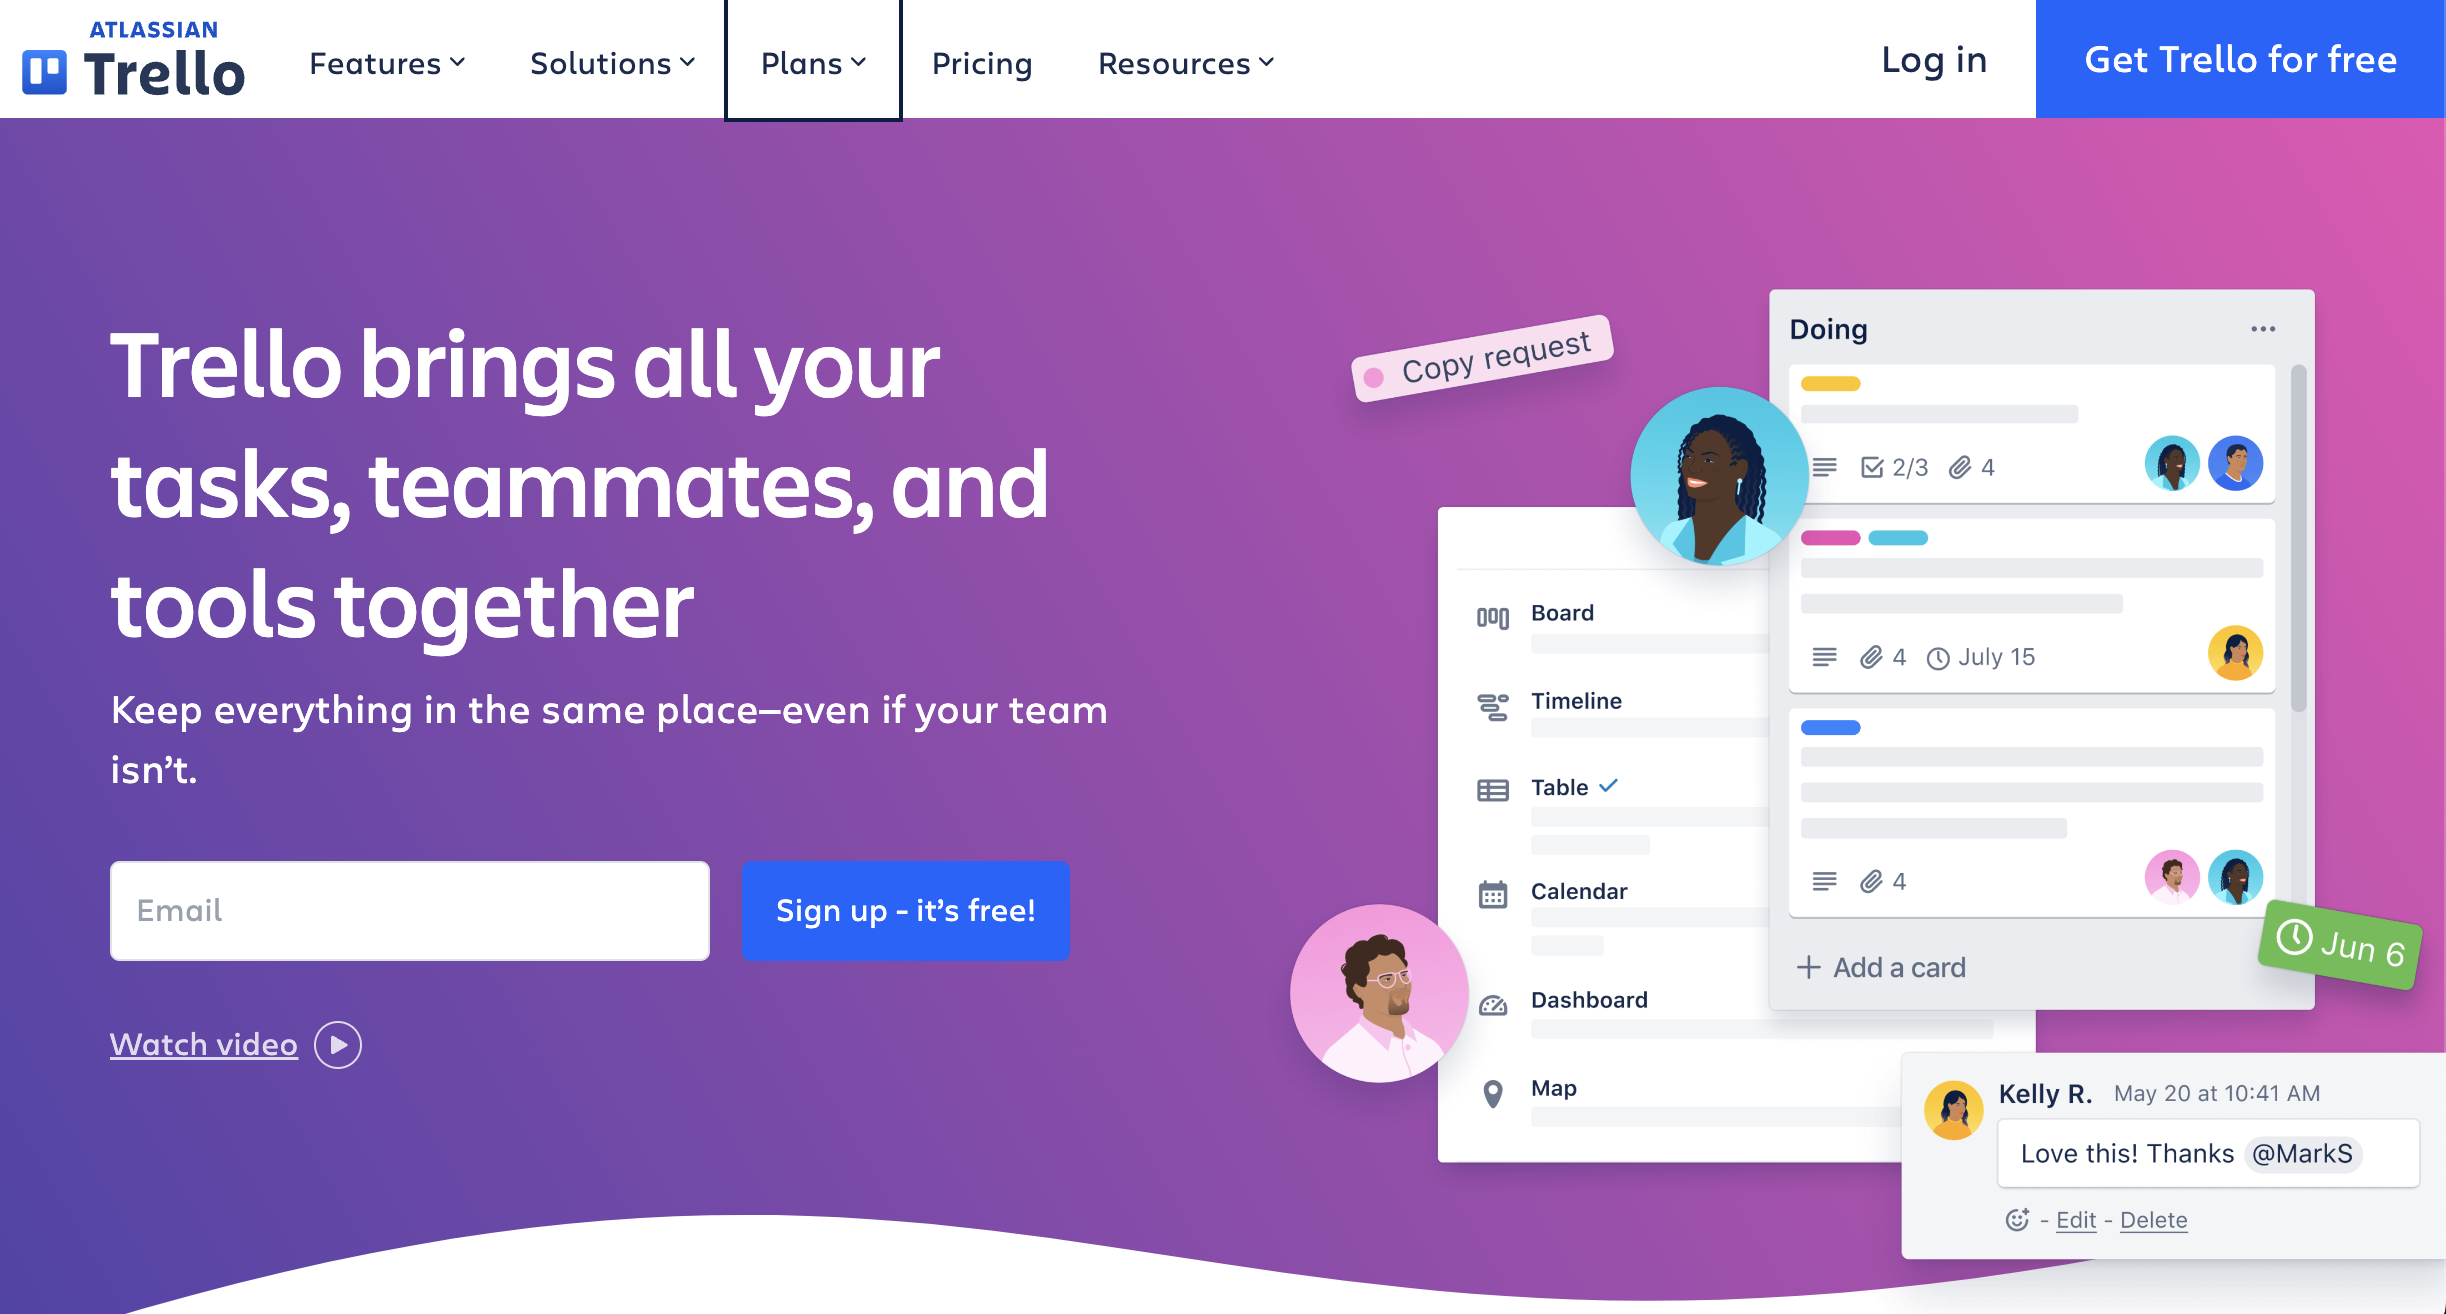 ATLASSIAN
Trello
Features
Solutions
Plans
Pricing
Resources
Log in
Get Trello for free
Trello brings all your
tasks, teammates, and
tools together
Keep everything in the same place—even if your team
isn’t.
Email
Sign up - it’s free!
Watch video
Copy request
Doing
2/3
4
4
July 15
4
Add a card
Jun 6
Board
Timeline
Table
Calendar
Dashboard
Map
Kelly R. May 20 at 10:41 AM
Love this! Thanks @MarkS
- Edit - Delete